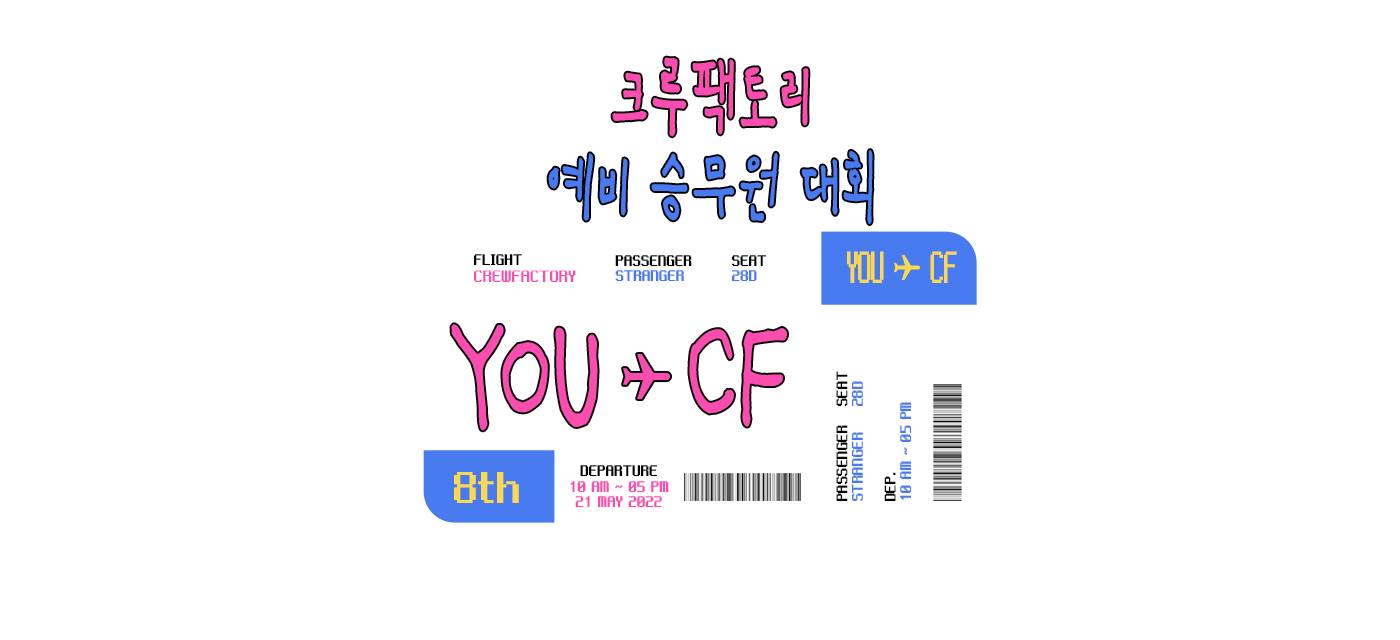 크루팩토리
예비 승무원 대회
FLIGHT
CREWFACTORY
PASSENGER
STRANGER
SEAT
28D
YOU CF
YOU CF
8th
DEPARTURE
10 AM ~ 05 PM
21 MAY 2022
PASSENGER SEAT
STRANGER 28D
DEP.
10 AM ~ 05 PM